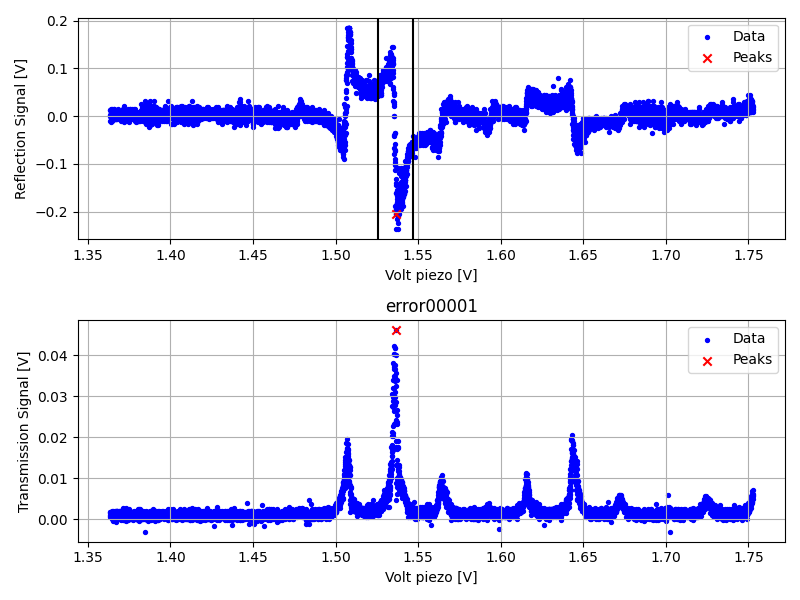 0.2
0.1
0.0
−0.1
−0.2
Reflection Signal [V]
Data
Peaks
1.35 1.40 1.45 1.50 1.55 1.60 1.65 1.70 1.75
Volt piezo [V]
error00001
0.04
0.03
0.02
0.01
0.00
Transmission Signal [V]
Data
Peaks
1.35 1.40 1.45 1.50 1.55 1.60 1.65 1.70 1.75
Volt piezo [V]